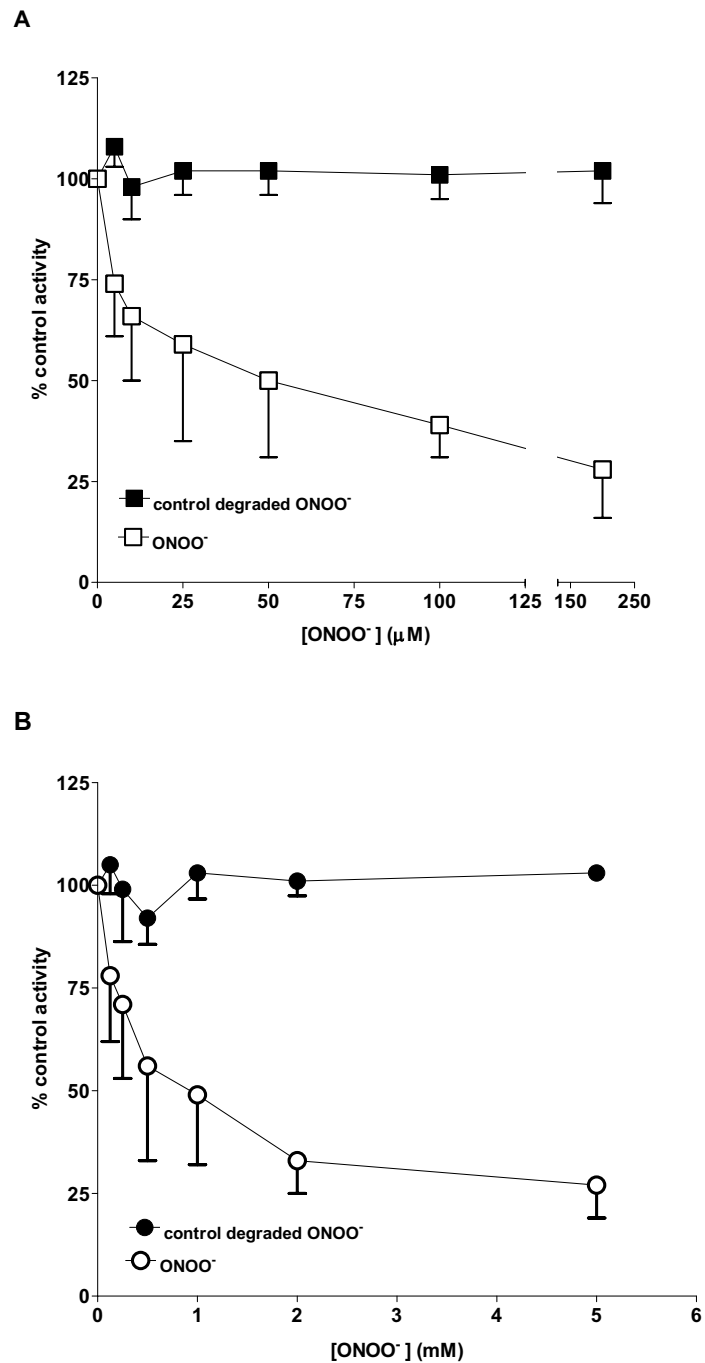 A
125
100
75
50
25
0
% control activity
control degraded ONOO⁻
ONOO⁻
0 25 50 75 100 125 150 250
[ONOO⁻ ] (μM)
B
125
100
75
50
25
0
% control activity
control degraded ONOO⁻
ONOO⁻
0 1 2 3 4 5 6
[ONOO⁻ ] (mM)